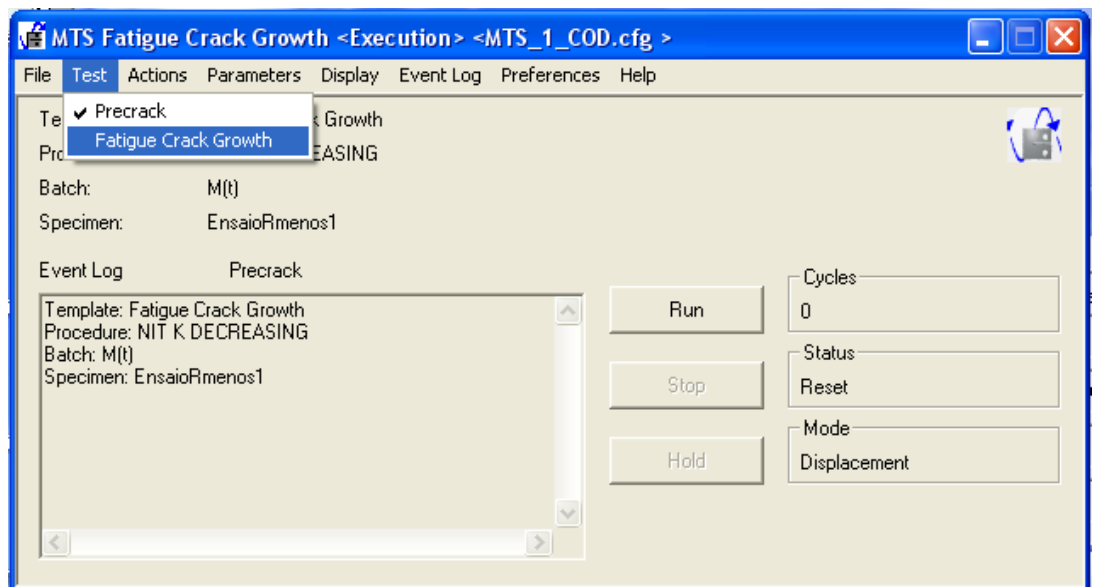 MTS Fatigue Crack Growth <Execution> <MTS_1_COD.cfg >
File Test Actions Parameters Display Event Log Preferences Help
✔ Precrack
Fatigue Crack Growth
Growth
EASING
Batch: M(t)
Specimen: EnsaioRmenos1
Event Log Precrack
Template: Fatigue Crack Growth
Procedure: NIT K DECREASING
Batch: M(t)
Specimen: EnsaioRmenos1
Run
Stop
Hold
Cycles
0
Status
Reset
Mode
Displacement